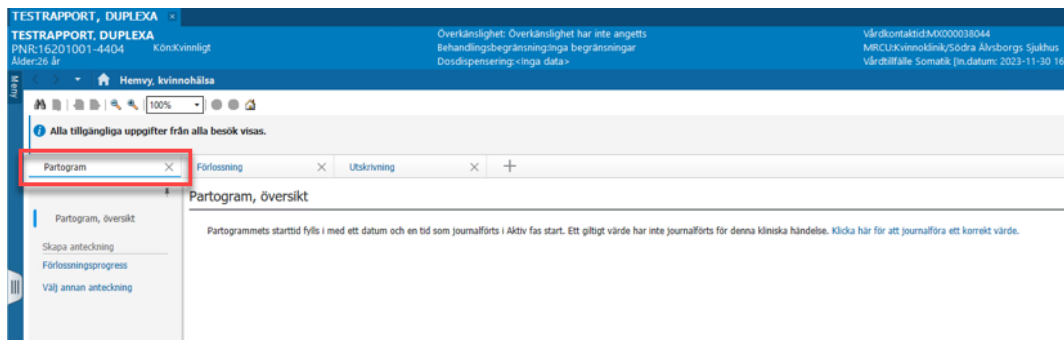 TESTRAPPORT, DUPLEXA ×
TESTRAPPORT, DUPLEXA
Överkänslighet: Överkänslighet har inte angetts
Vårdkontaktid:MX000038044
PNR:16201001-4404 Kön:Kvinnligt
Behandlingsbegränsning:Inga begränsningar
MRCU:Kvinnoklinik/Södra Älvsborgs Sjukhus
Ålder:26 år
Dosdispensering:<Inga data>
Vårdtillfälle Somatik [In.datum: 2023-11-30 16
Meny
Hemvy, kvinnohälsa
100%
Alla tillgängliga uppgifter från alla besök visas.
Partogram × Förlossning × Utskrivning × +
Partogram, översikt
Partogram, översikt
Partogrammets starttid fylls i med ett datum och en tid som journalförts i Aktiv fas start. Ett giltigt värde har inte journalförts för denna kliniska händelse. Klicka här för att journalföra ett korrekt värde.
Skapa anteckning
Förlossningsprogress
Välj annan anteckning